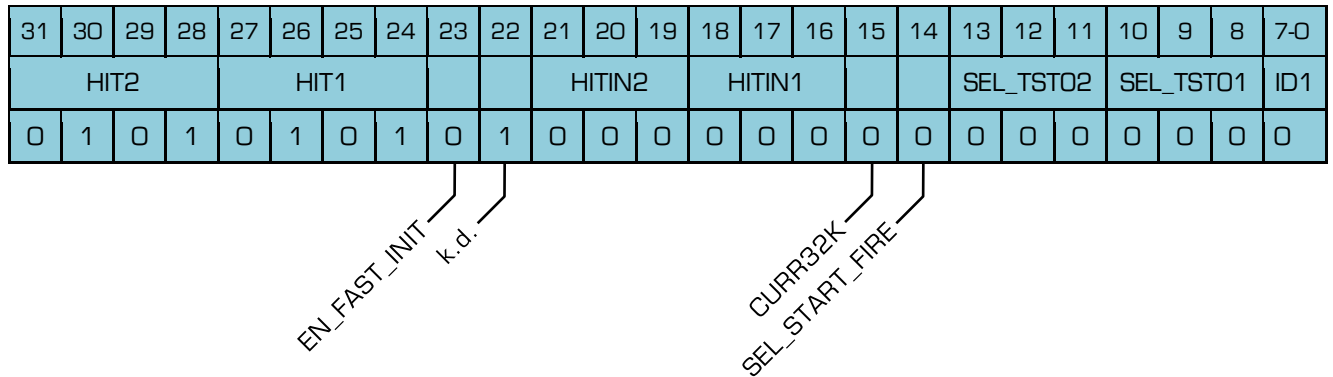 31 30 29 28 27 26 25 24 23 22 21 20 19 18 17 16 15 14 13 12 11 10 9 8 7-0
HIT2 HIT1 HITIN2 HITIN1 SEL_TSTO2 SEL_TSTO1 ID1
0 1 0 1 0 1 0 1 0 1 0 0 0 0 0 0 0 0 0 0 0 0 0 0 0
EN_FAST_INIT
k.d.
CURR32K
SEL_START_FIRE